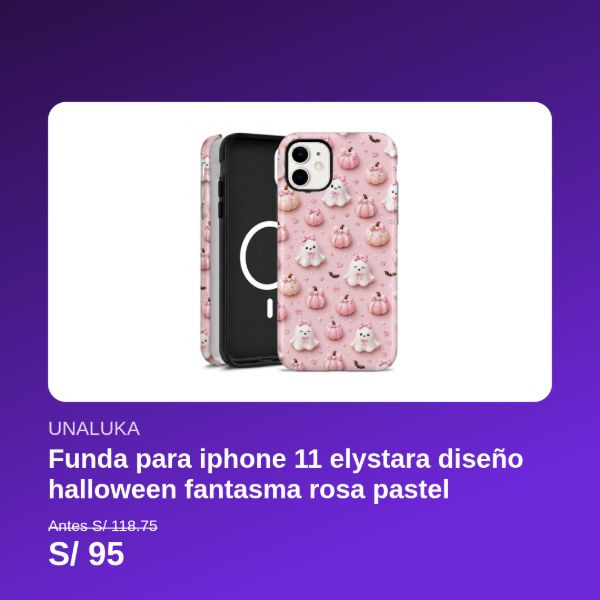 UNALUKA
Funda para iphone 11 elystara diseño
halloween fantasma rosa pastel
Antes S/ 118.75
S/ 95